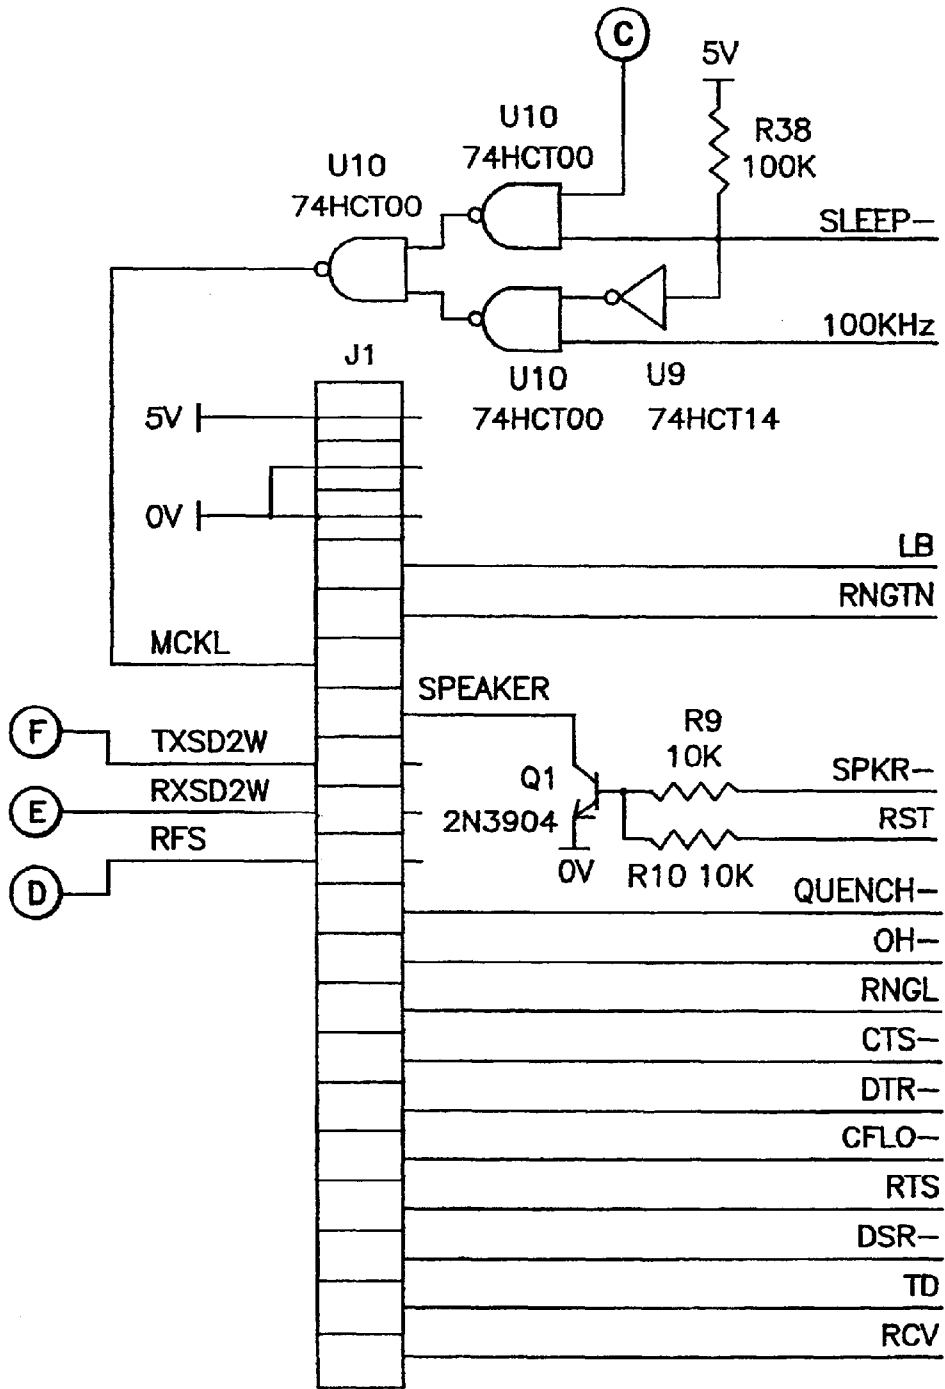 C
5V
U10
74HCT00
R38
100K
U10
74HCT00
SLEEP-
100KHz
J1
U10
74HCT00
U9
74HCT14
5V
0V
LB
RNGTN
MCKL
SPEAKER
F
TXSD2W
R9
10K
Q1
2N3904
SPKR-
E
RXSD2W
RST
RFS
0V
R10 10K
D
QUENCH-
OH-
RNGL
CTS-
DTR-
CFLO-
RTS
DSR-
TD
RCV